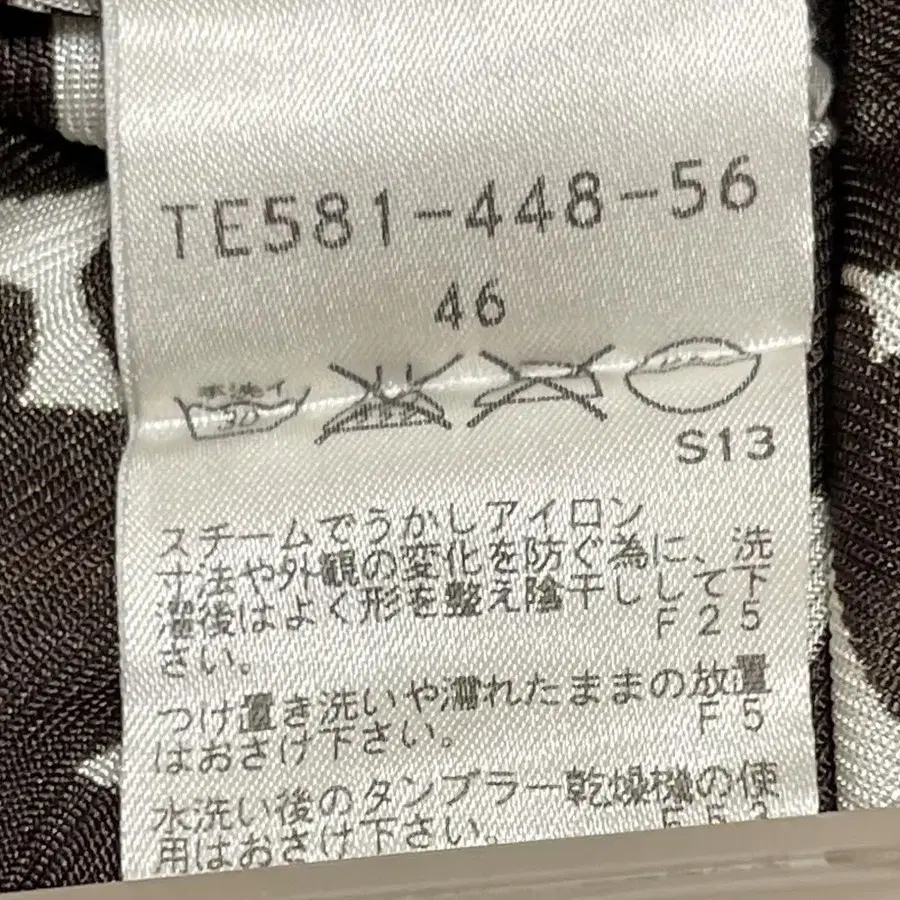 TE581-448-56
46
手洗イ
30
S13
スチームでうかしアイロン
寸法や外観の変化を防ぐ為に、洗
濯後はよく形を整え陰干しして下
さい。 F25
つけ置き洗いや濡れたままの放置
はおさけ下さい。 F5
水洗い後のタンブラー乾燥機の使
用はおさけ下さい。